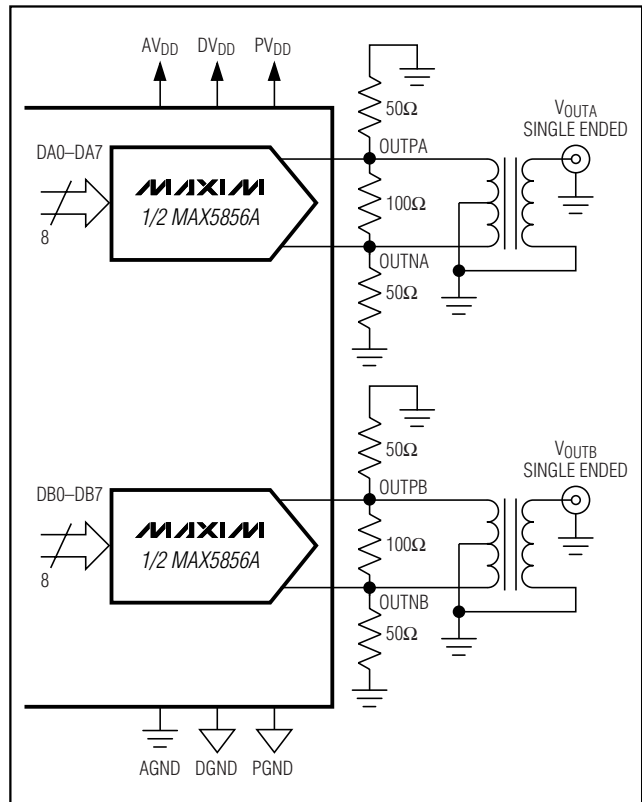 AVDD DVDD PVDD
50Ω
VOUTA
SINGLE ENDED
DA0–DA7
OUTPA
MAXIM
1/2 MAX5856A
100Ω
8
OUTNA
50Ω
50Ω
VOUTB
SINGLE ENDED
DB0–DB7
OUTPB
MAXIM
1/2 MAX5856A
100Ω
8
OUTNB
50Ω
AGND DGND PGND